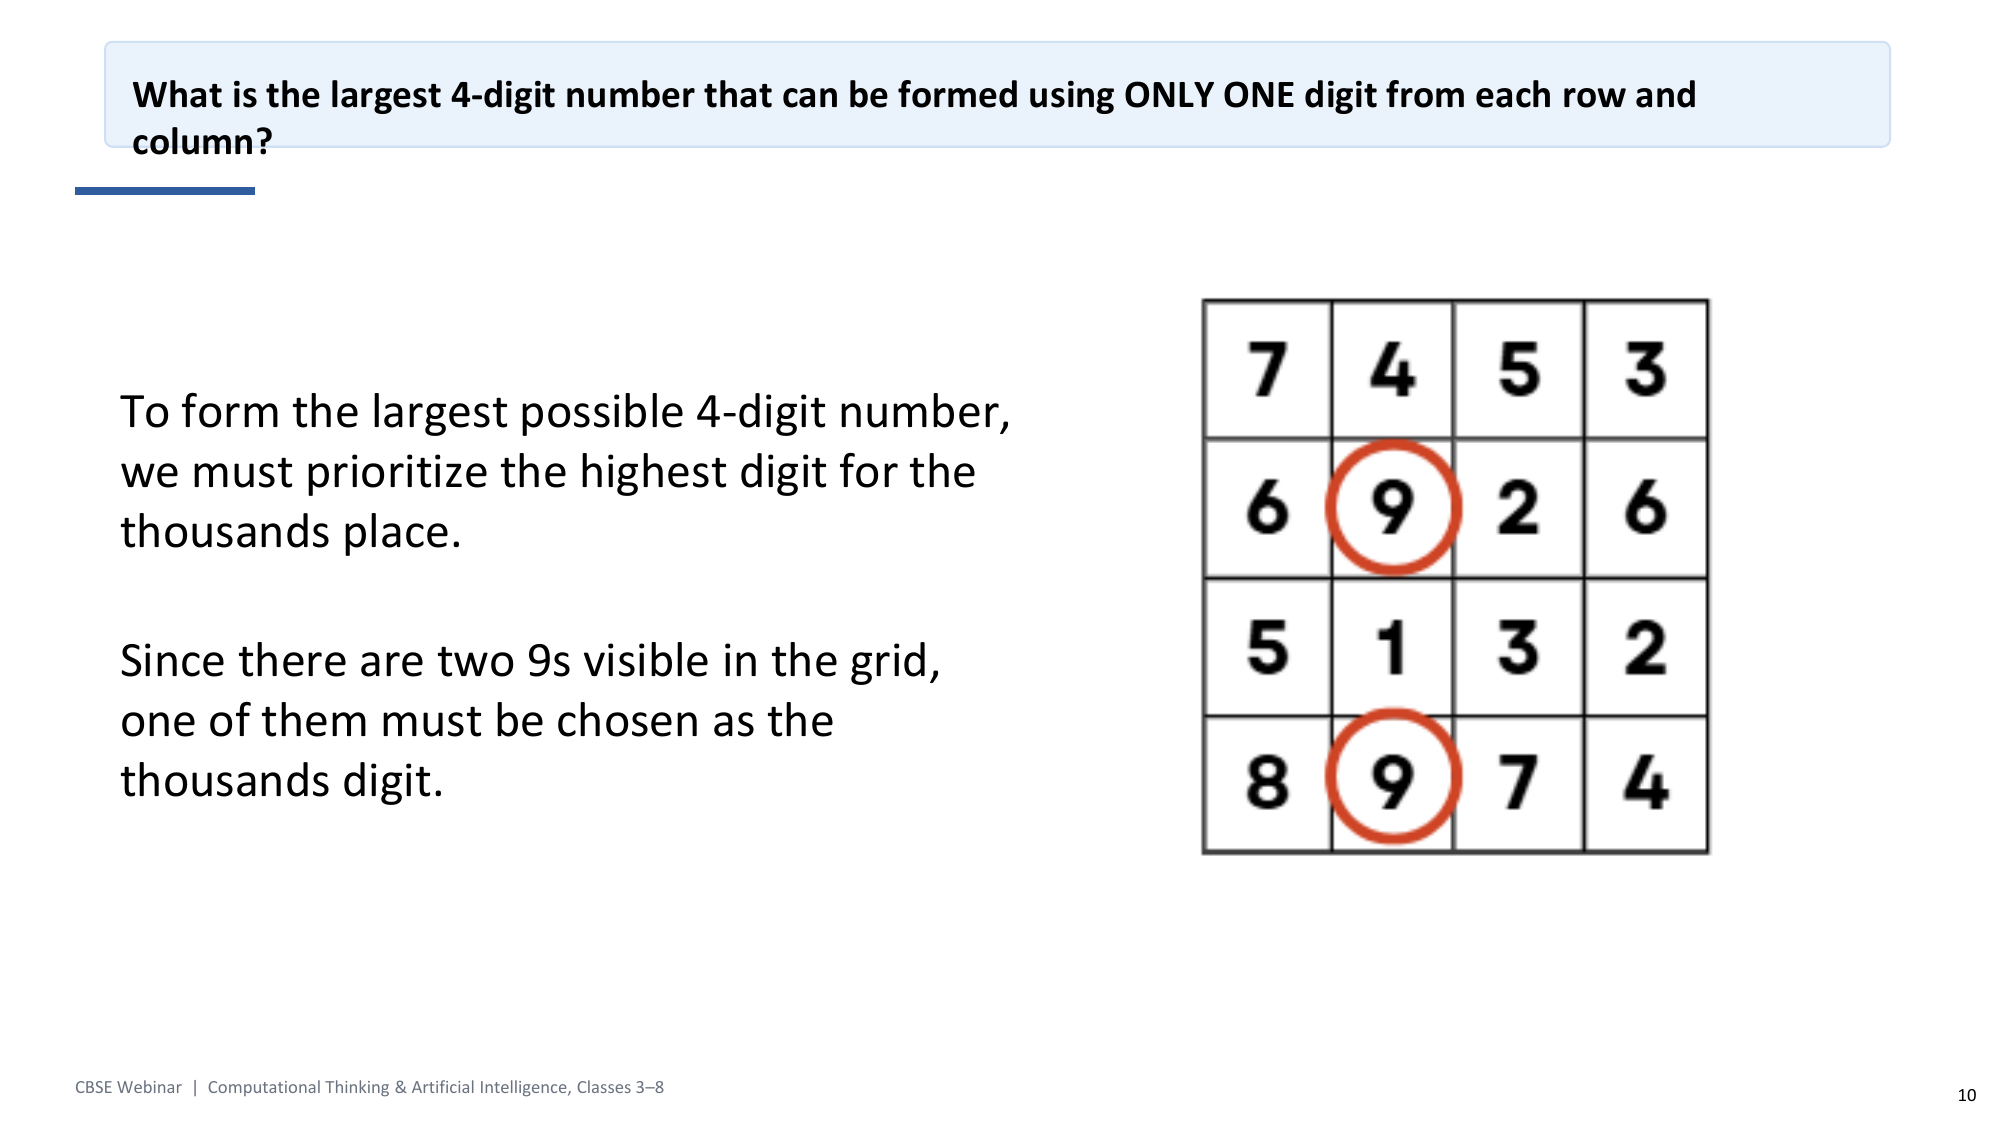 What is the largest 4-digit number that can be formed using ONLY ONE digit from each row and
column?
To form the largest possible 4-digit number,
we must prioritize the highest digit for the
thousands place.
Since there are two 9s visible in the grid,
one of them must be chosen as the
thousands digit.
7 4 5 3
6 9 2 6
5 1 3 2
8 9 7 4
CBSE Webinar | Computational Thinking & Artificial Intelligence, Classes 3–8
10